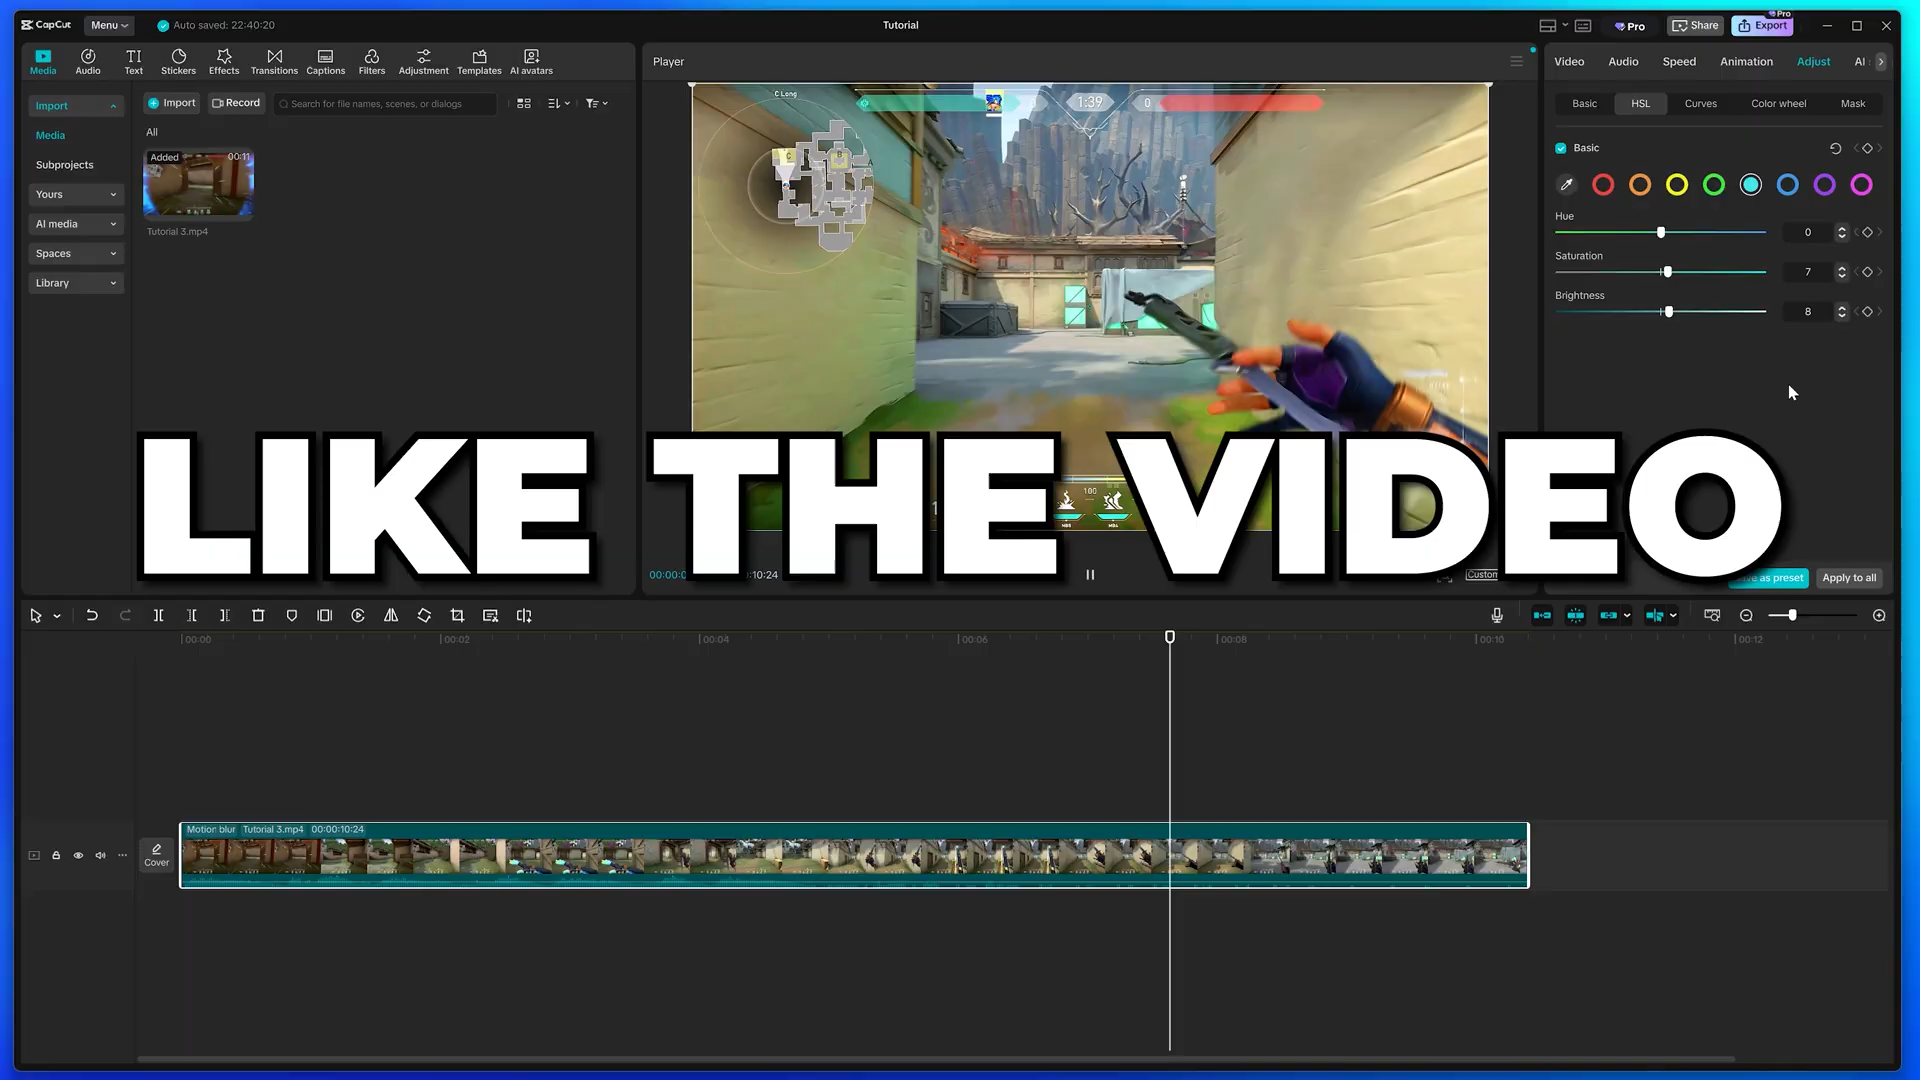 CapCut
Menu
Auto saved: 22:40:20
Tutorial
Pro
Share
Pro
Export
Media
Audio
Text
Stickers
Effects
Transitions
Captions
Filters
Adjustment
Templates
AI avatars
Import
Media
Subprojects
Yours
AI media
Spaces
Library
Import
Record
Search for file names, scenes, or dialogs
All
Added
00:11
Tutorial 3.mp4
Player
C Long
1:39
0
100
Video
Audio
Speed
Animation
Adjust
AI
Basic
HSL
Curves
Color wheel
Mask
Basic
Hue
0
Saturation
7
Brightness
8
LIKE THE VIDEO
Apply to all
00:00
00:02
00:04
00:06
00:08
00:10
00:12
Cover
Motion blur Tutorial 3.mp4 00:00:10:24